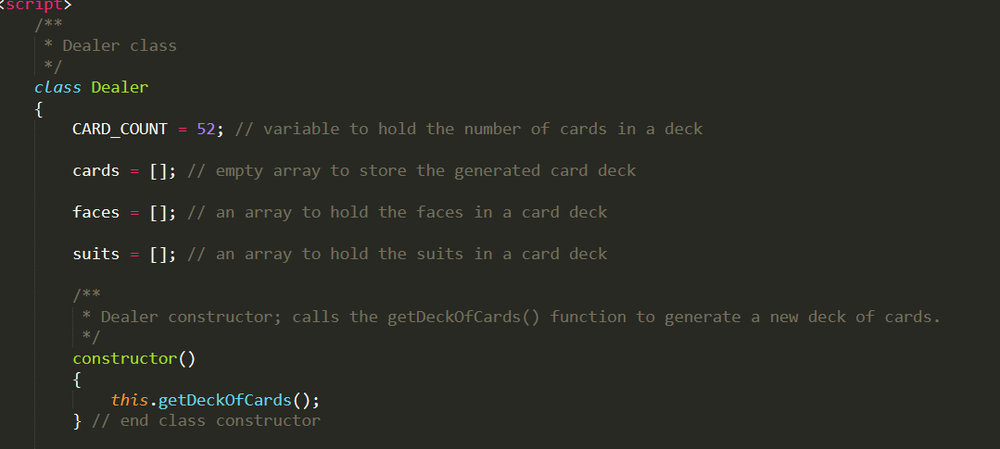 <script>
/**
* Dealer class
*/
class Dealer
{
CARD_COUNT = 52; // variable to hold the number of cards in a deck
cards = []; // empty array to store the generated card deck
faces = []; // an array to hold the faces in a card deck
suits = []; // an array to hold the suits in a card deck
/**
* Dealer constructor; calls the getDeckOfCards() function to generate a new deck of cards.
*/
constructor()
{
this.getDeckOfCards();
} // end class constructor